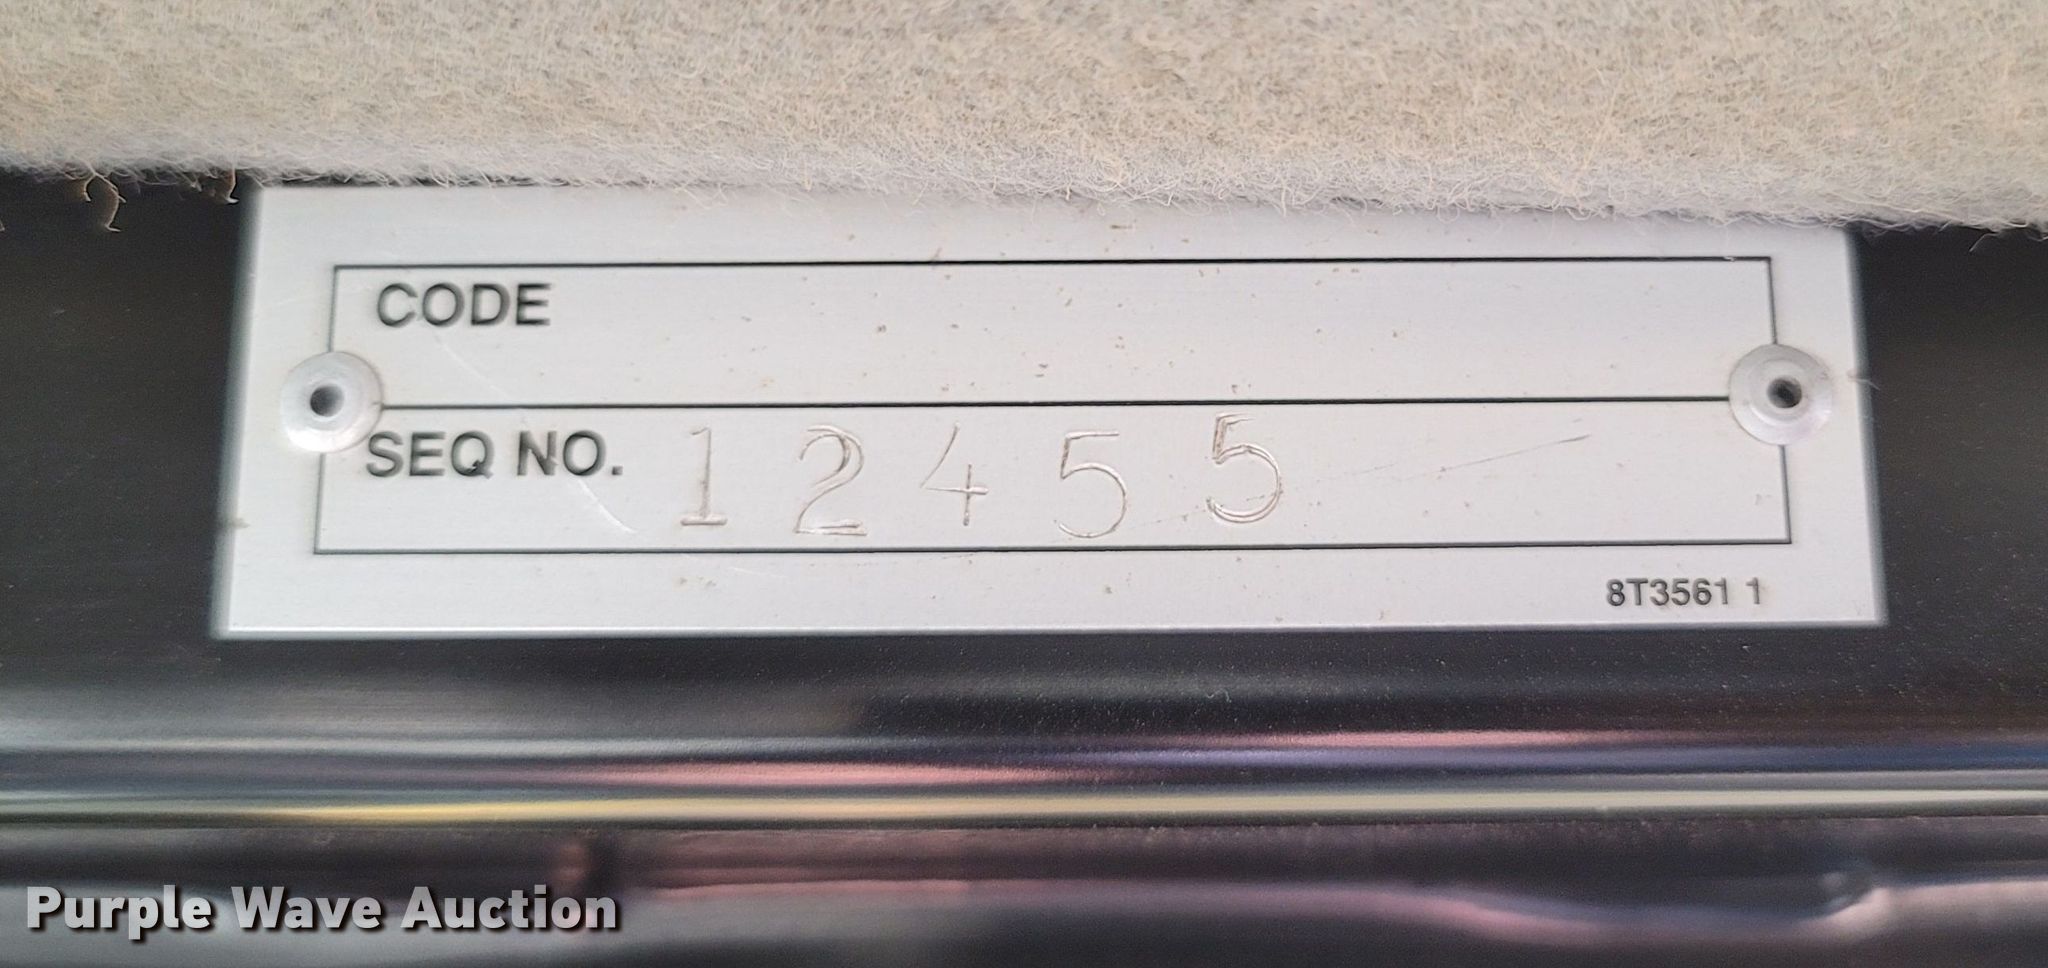 CODE
SEQ NO. 12455
8T3561 1
Purple Wave Auction